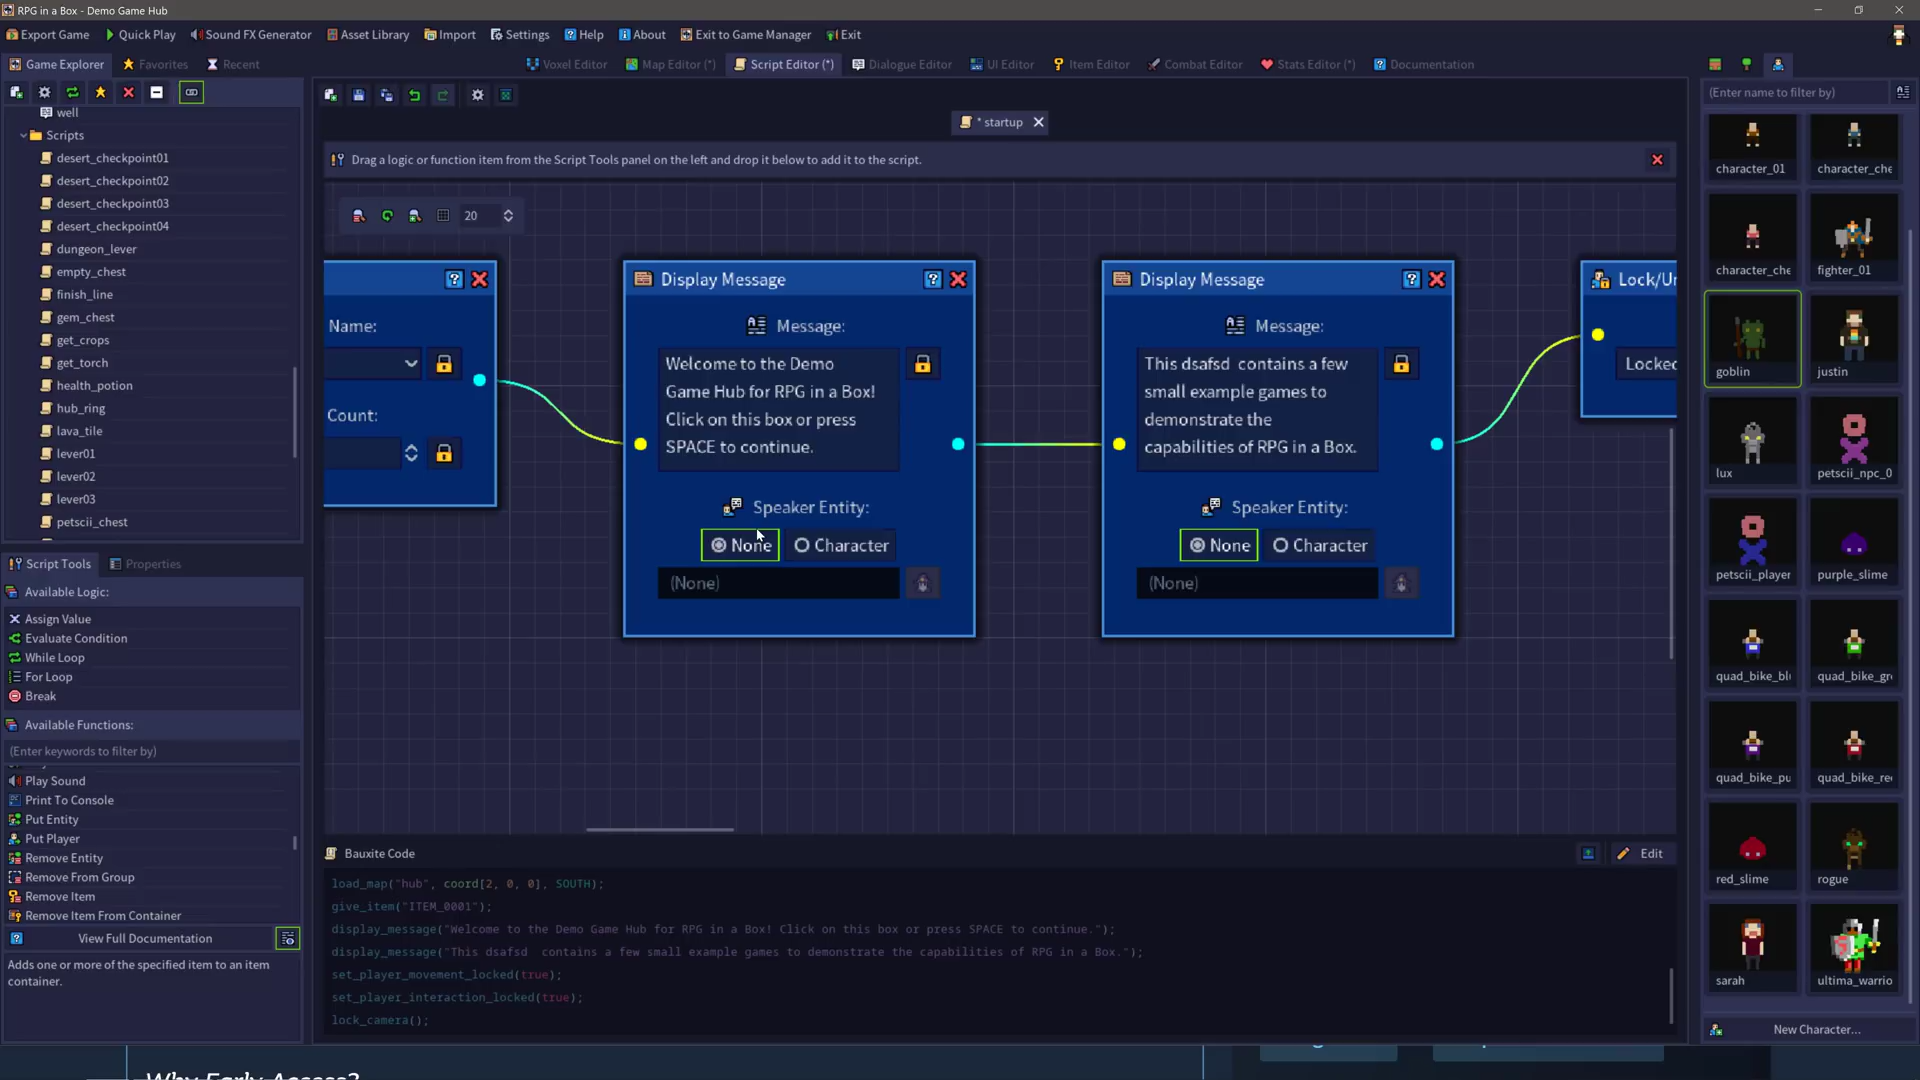 RPG in a Box - Demo Game Hub
Export Game
Quick Play
Sound FX Generator
Asset Library
Import
Settings
Help
About
Exit to Game Manager
Exit
Game Explorer
Favorites
Recent
Voxel Editor
Map Editor (*)
Script Editor (*)
Dialogue Editor
UI Editor
Item Editor
Combat Editor
Stats Editor (*)
Documentation
well
Scripts
desert_checkpoint01
desert_checkpoint02
desert_checkpoint03
desert_checkpoint04
dungeon_lever
empty_chest
finish_line
gem_chest
get_crops
get_torch
health_potion
hub_ring
lava_tile
lever01
lever02
lever03
petscii_chest
Script Tools
Properties
Available Logic:
Assign Value
Evaluate Condition
While Loop
For Loop
Break
Available Functions:
(Enter keywords to filter by)
Play Sound
Print To Console
Put Entity
Put Player
Remove Entity
Remove From Group
Remove Item
Remove Item From Container
View Full Documentation
Adds one or more of the specified item to an item
container.
* startup
Drag a logic or function item from the Script Tools panel on the left and drop it below to add it to the script.
20
Name:
Count:
Display Message
Message:
Welcome to the Demo
Game Hub for RPG in a Box!
Click on this box or press
SPACE to continue.
Speaker Entity:
None
Character
(None)
Display Message
Message:
This dsafsd  contains a few
small example games to
demonstrate the
capabilities of RPG in a Box.
Speaker Entity:
None
Character
(None)
Lock/Un
Locked
Bauxite Code
Edit
load_map("hub", coord[2, 0, 0], SOUTH);
give_item("ITEM_0001");
display_message("Welcome to the Demo Game Hub for RPG in a Box! Click on this box or press SPACE to continue.");
display_message("This dsafsd  contains a few small example games to demonstrate the capabilities of RPG in a Box.");
set_player_movement_locked(true);
set_player_interaction_locked(true);
lock_camera();
(Enter name to filter by)
character_01
character_che
character_che
fighter_01
goblin
justin
lux
petscii_npc_0
petscii_player
purple_slime
quad_bike_blu
quad_bike_gre
quad_bike_pu
quad_bike_red
red_slime
rogue
sarah
ultima_warrio
New Character...
Why Early Access?